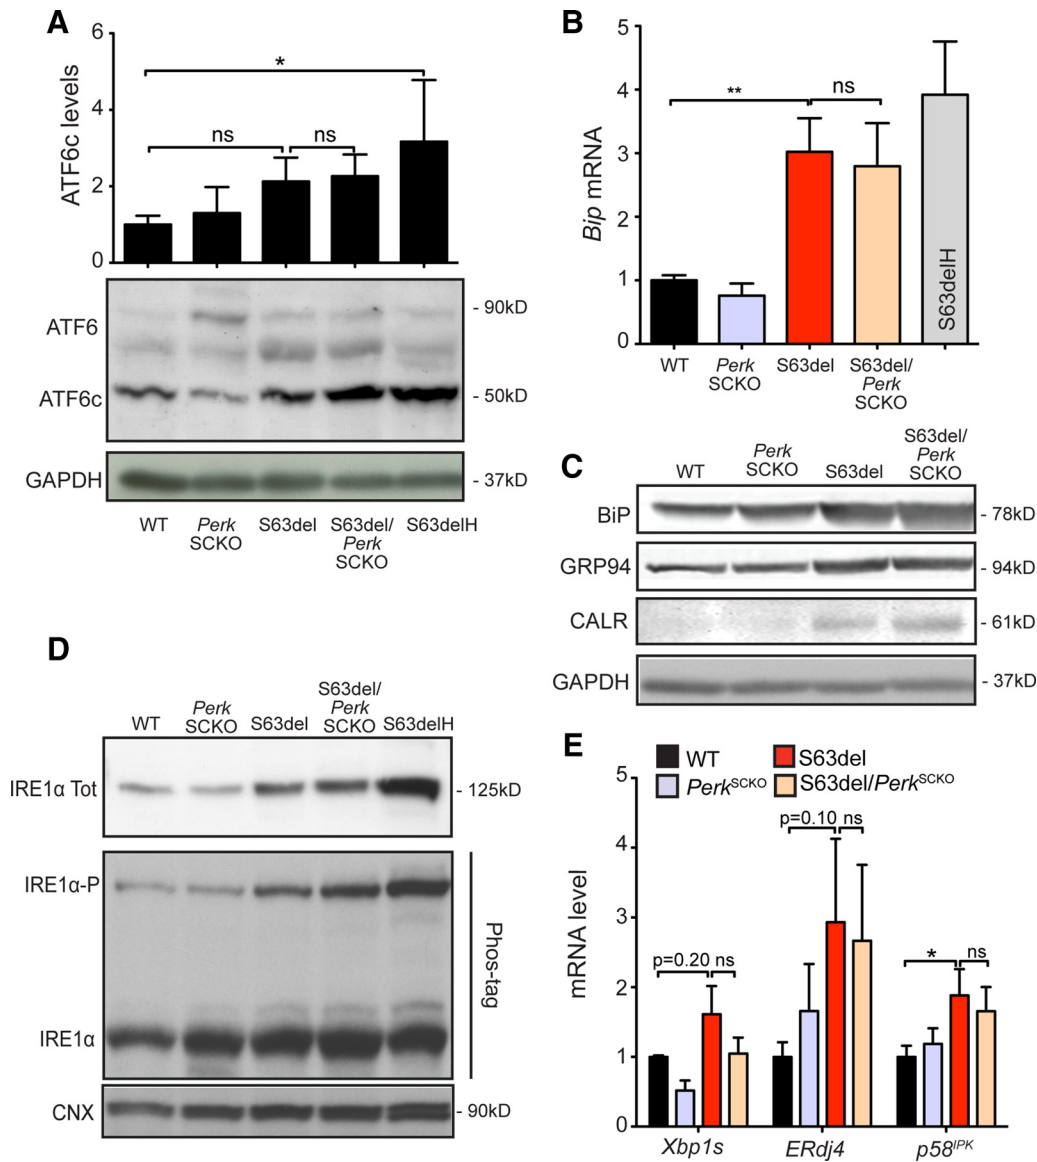 A
6
4
2
0
ATF6c levels
*
ns
ns
ATF6
ATF6c
GAPDH
- 90kD
- 50kD
- 37kD
WT
Perk
SCKO
S63del
S63del/
Perk
SCKO
S63delH
B
5
4
3
2
1
0
Bip mRNA
**
ns
S63delH
WT
Perk
SCKO
S63del
S63del/
Perk
SCKO
C
WT
Perk
SCKO
S63del
S63del/
Perk
SCKO
BiP
- 78kD
GRP94
- 94kD
CALR
- 61kD
GAPDH
- 37kD
D
WT
Perk
SCKO
S63del
S63del/
Perk
SCKO
S63delH
IRE1α Tot
- 125kD
IRE1α-P
Phos-tag
IRE1α
CNX
- 90kD
E
WT
S63del
PerkSCKO
S63del/PerkSCKO
5
4
3
2
1
0
mRNA level
p=0.20 ns
p=0.10 ns
*
ns
Xbp1s
ERdj4
p58IPK